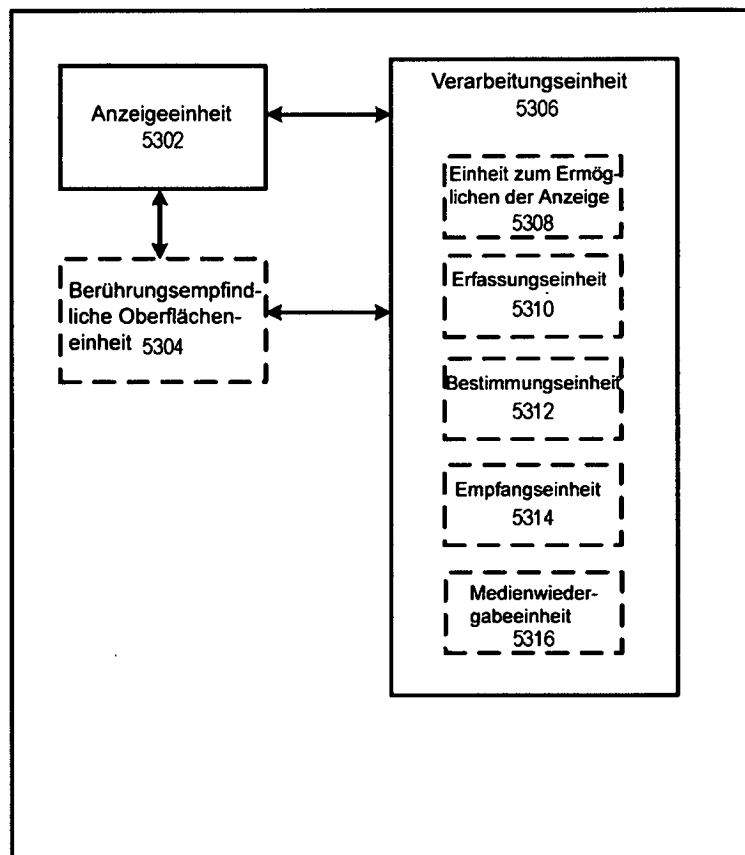 Anzeigeeinheit
5302
Berührungsempfind-
liche Oberflächen-
einheit 5304
Verarbeitungseinheit
5306
Einheit zum Ermög-
lichen der Anzeige
5308
Erfassungseinheit
5310
Bestimmungseinheit
5312
Empfangseinheit
5314
Medienwieder-
gabeeinheit
5316